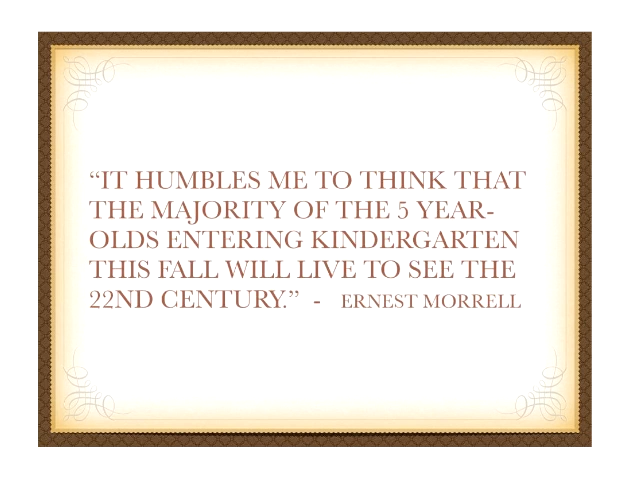 “IT HUMBLES ME TO THINK THAT
THE MAJORITY OF THE 5 YEAR-
OLDS ENTERING KINDERGARTEN
THIS FALL WILL LIVE TO SEE THE
22ND CENTURY.” - ERNEST MORRELL